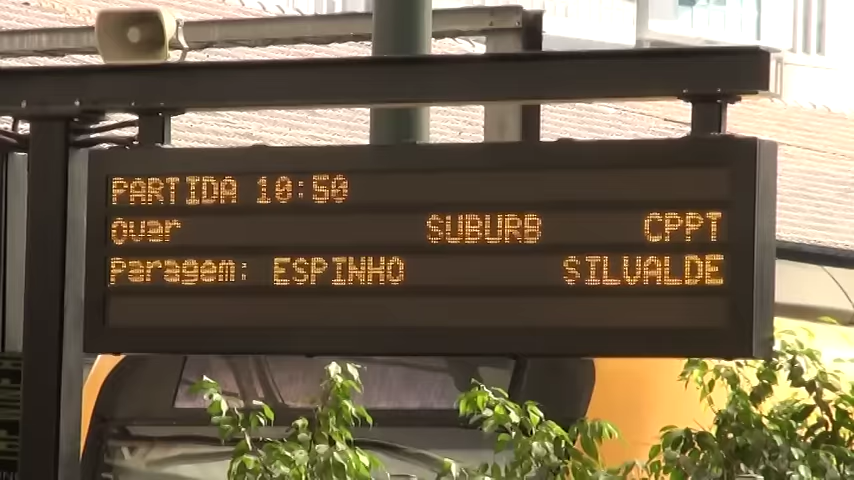 PARTIDA 10:50
Ovar SUBURB CPPT
Paragem: ESPINHO SILVALDE